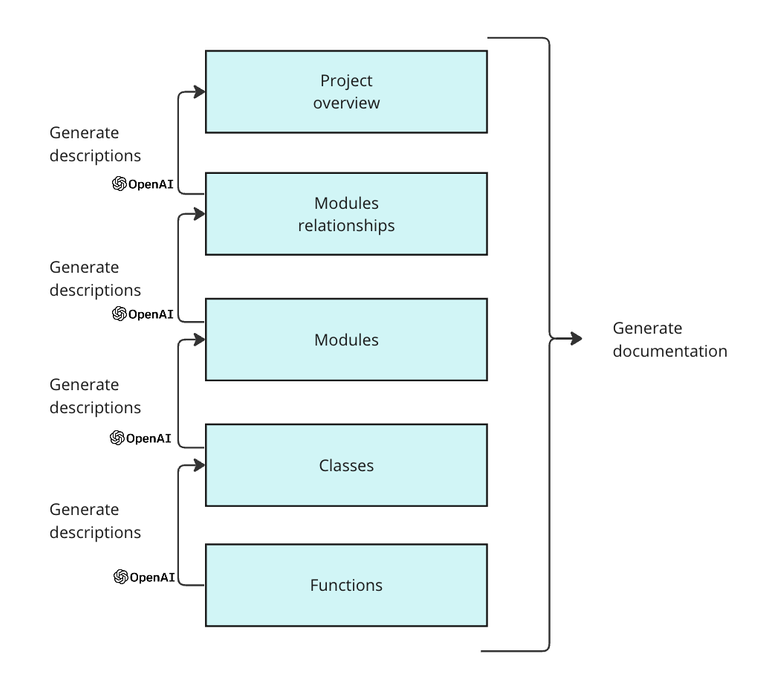 Project
overview
Generate
descriptions
OpenAI
Modules
relationships
Generate
descriptions
OpenAI
Modules
Generate
documentation
Generate
descriptions
OpenAI
Classes
Generate
descriptions
OpenAI
Functions